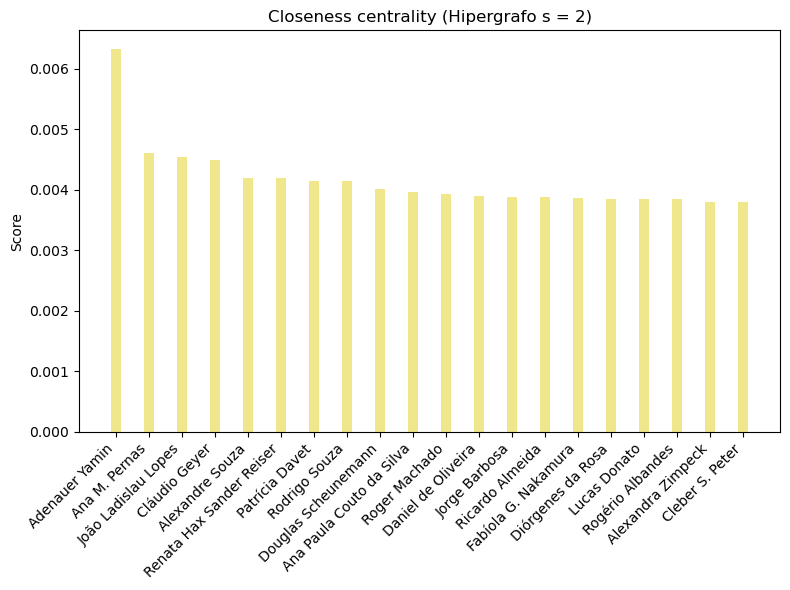 Closeness centrality (Hipergrafo s = 2)
Score
0.006
0.005
0.004
0.003
0.002
0.001
0.000
Adenauer Yamin
Ana M. Pernas
João Ladislau Lopes
Cláudio Geyer
Alexandre Souza
Renata Hax Sander Reiser
Patrícia Davet
Rodrigo Souza
Douglas Scheunemann
Ana Paula Couto da Silva
Roger Machado
Daniel de Oliveira
Jorge Barbosa
Ricardo Almeida
Fabíola G. Nakamura
Diórgenes da Rosa
Lucas Donato
Rogério Albandes
Alexandra Zimpeck
Cleber S. Peter